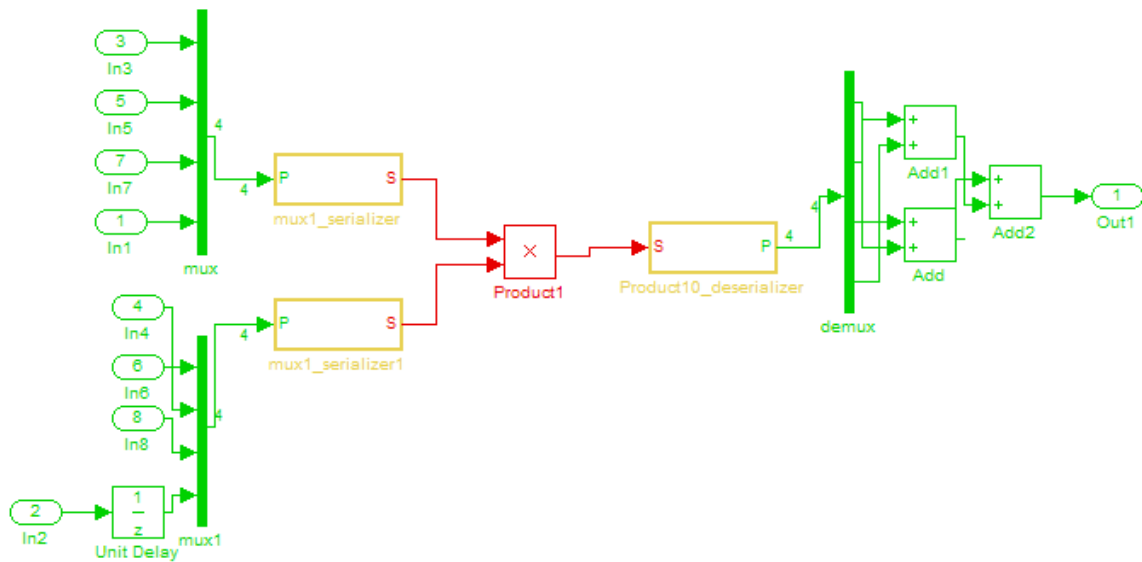 3
In3
5
In5
7
In7
1
In1
mux
4
4
P
S
mux1_serializer
4
In4
6
In6
8
In8
2
In2
1
z
Unit Delay
mux1
4
4
P
S
mux1_serializer1
×
Product1
S
P
Product10_deserializer
4
4
demux
+
+
Add1
+
+
Add
+
+
Add2
1
Out1